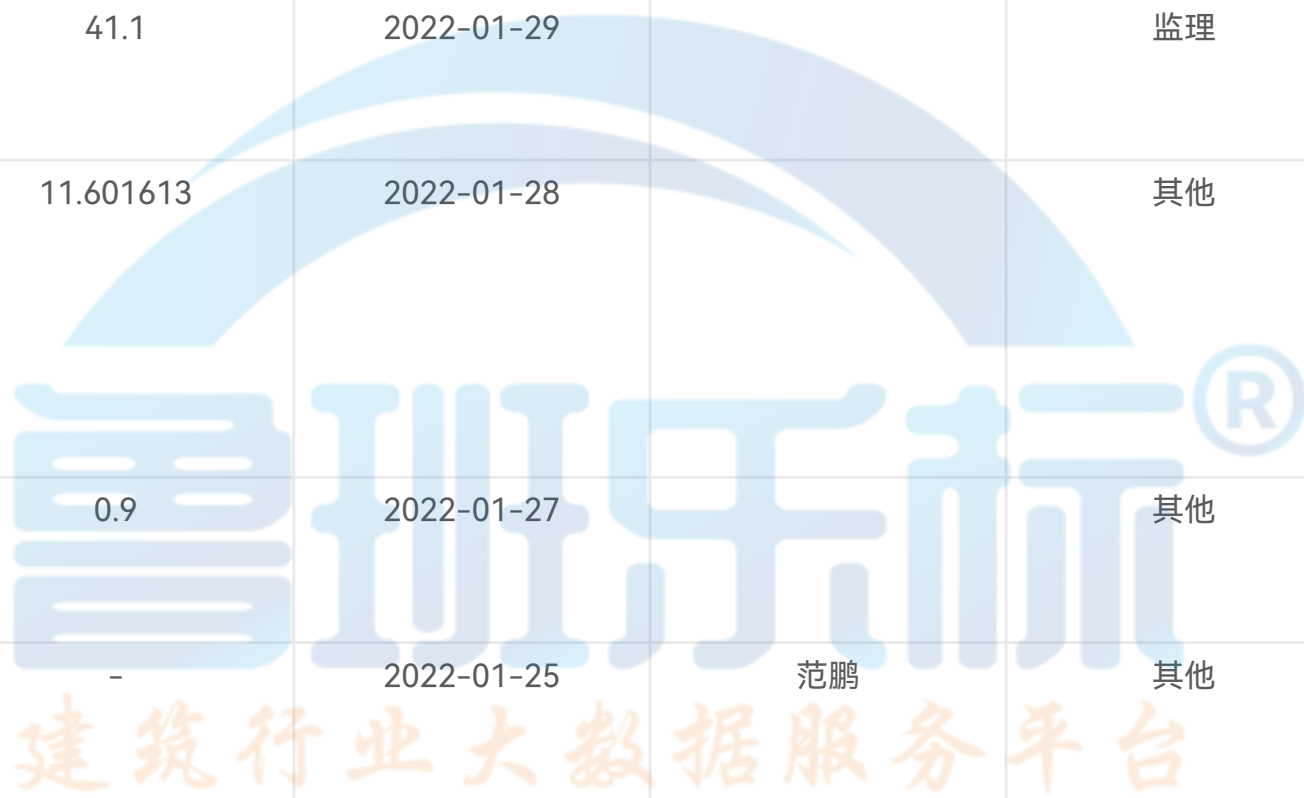 41.1 2022-01-29 监理
11.601613 2022-01-28 其他
鲁班乐标®
0.9 2022-01-27 其他
- 2022-01-25 范鹏 其他
建筑行业大数据服务平台